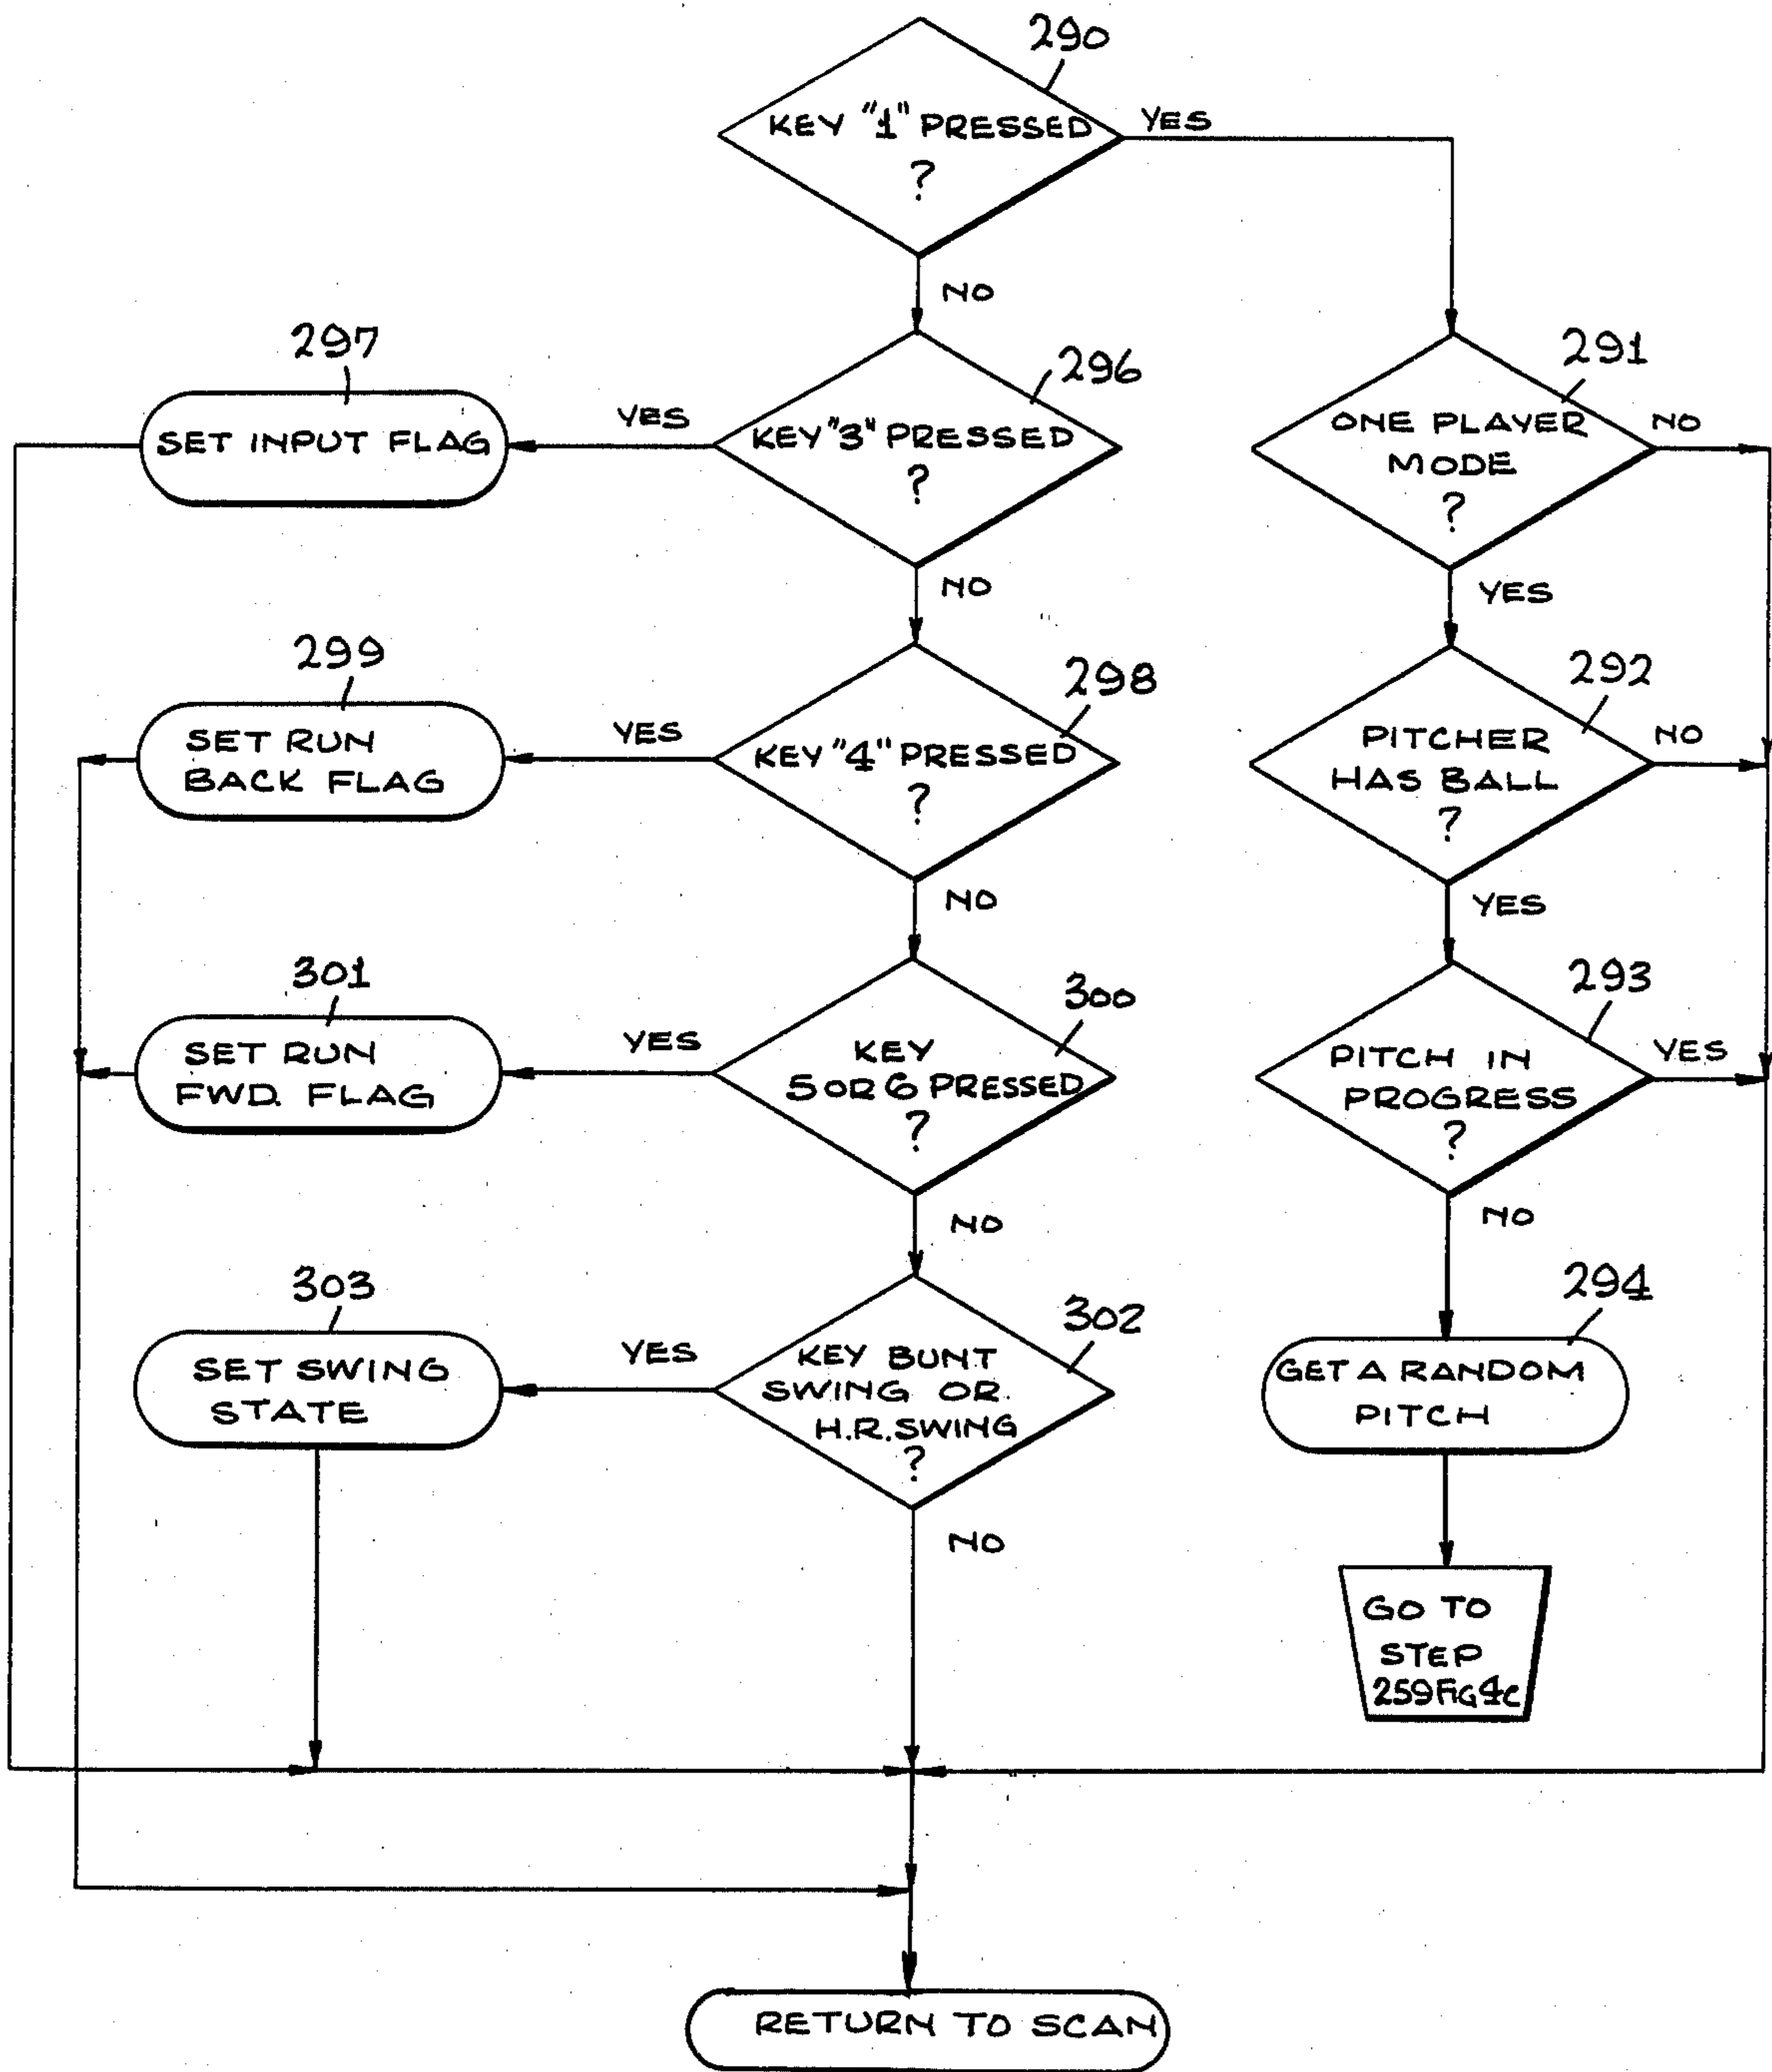 290
KEY "1" PRESSED
?
YES
NO
297
SET INPUT FLAG
YES
296
KEY "3" PRESSED
?
NO
291
ONE PLAYER
MODE
?
NO
YES
299
SET RUN
BACK FLAG
YES
298
KEY "4" PRESSED
?
NO
292
PITCHER
HAS BALL
?
NO
YES
301
SET RUN
FWD. FLAG
YES
300
KEY
5 OR 6 PRESSED
?
NO
293
PITCH IN
PROGRESS
?
YES
NO
303
SET SWING
STATE
YES
302
KEY BUNT
SWING OR
H.R. SWING
?
NO
294
GET A RANDOM
PITCH
GO TO
STEP
259 FIG 4C
RETURN TO SCAN